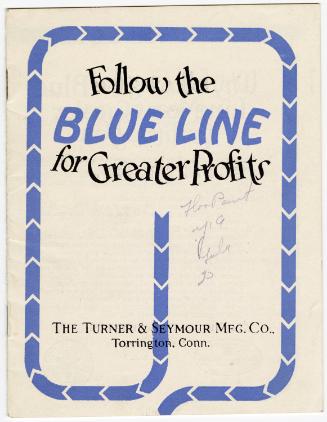 Follow the
BLUE LINE
for Greater Profits
THE TURNER & SEYMOUR MFG. CO.,
Torrington, Conn.